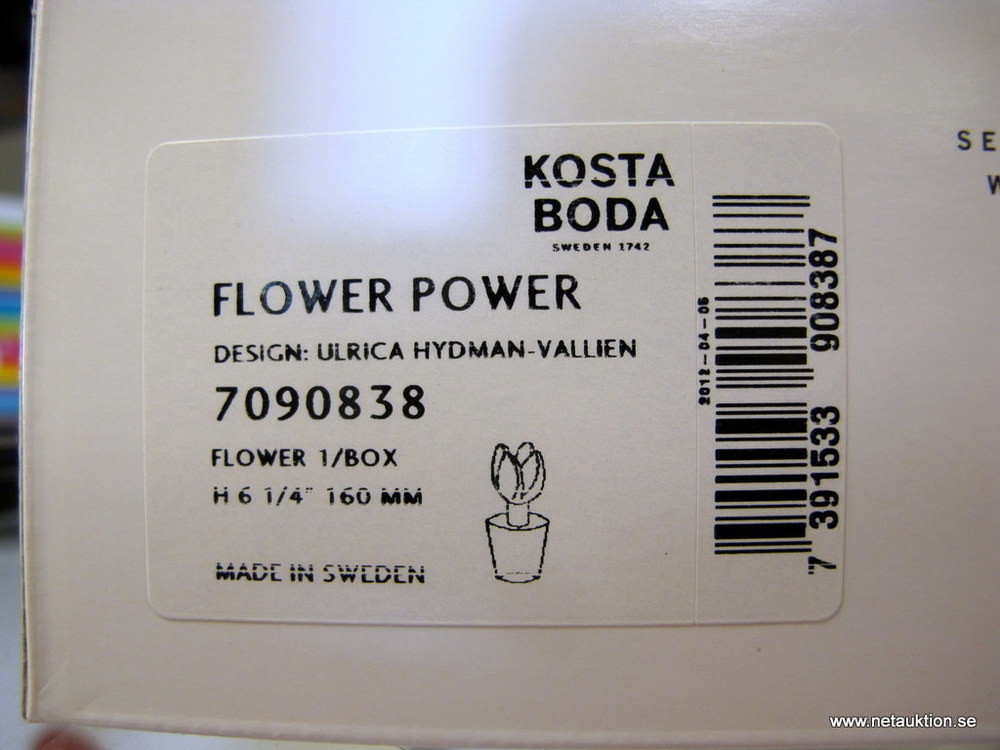 KOSTA
BODA
SWEDEN 1742
FLOWER POWER
DESIGN: ULRICA HYDMAN-VALLIEN
7090838
FLOWER 1/BOX
H 6 1/4" 160 MM
MADE IN SWEDEN
2012-04-05
7 391533 908387
SE
W
www.netauktion.se